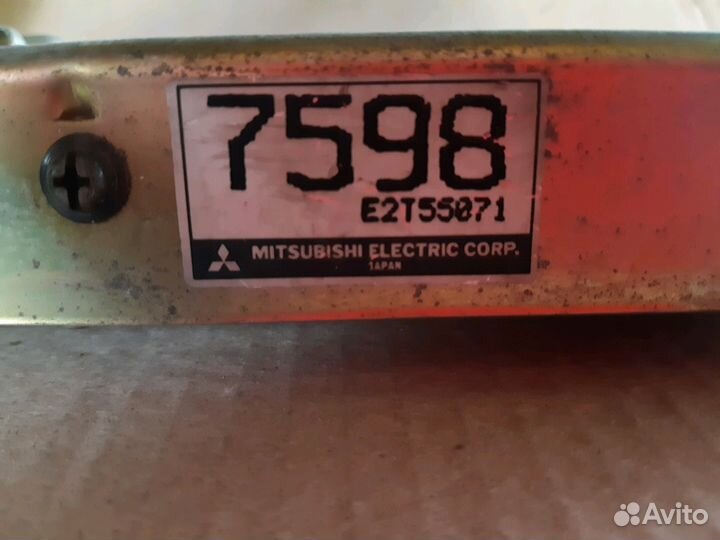 7598
E2T55071
MITSUBISHI ELECTRIC CORP.
JAPAN
Avito